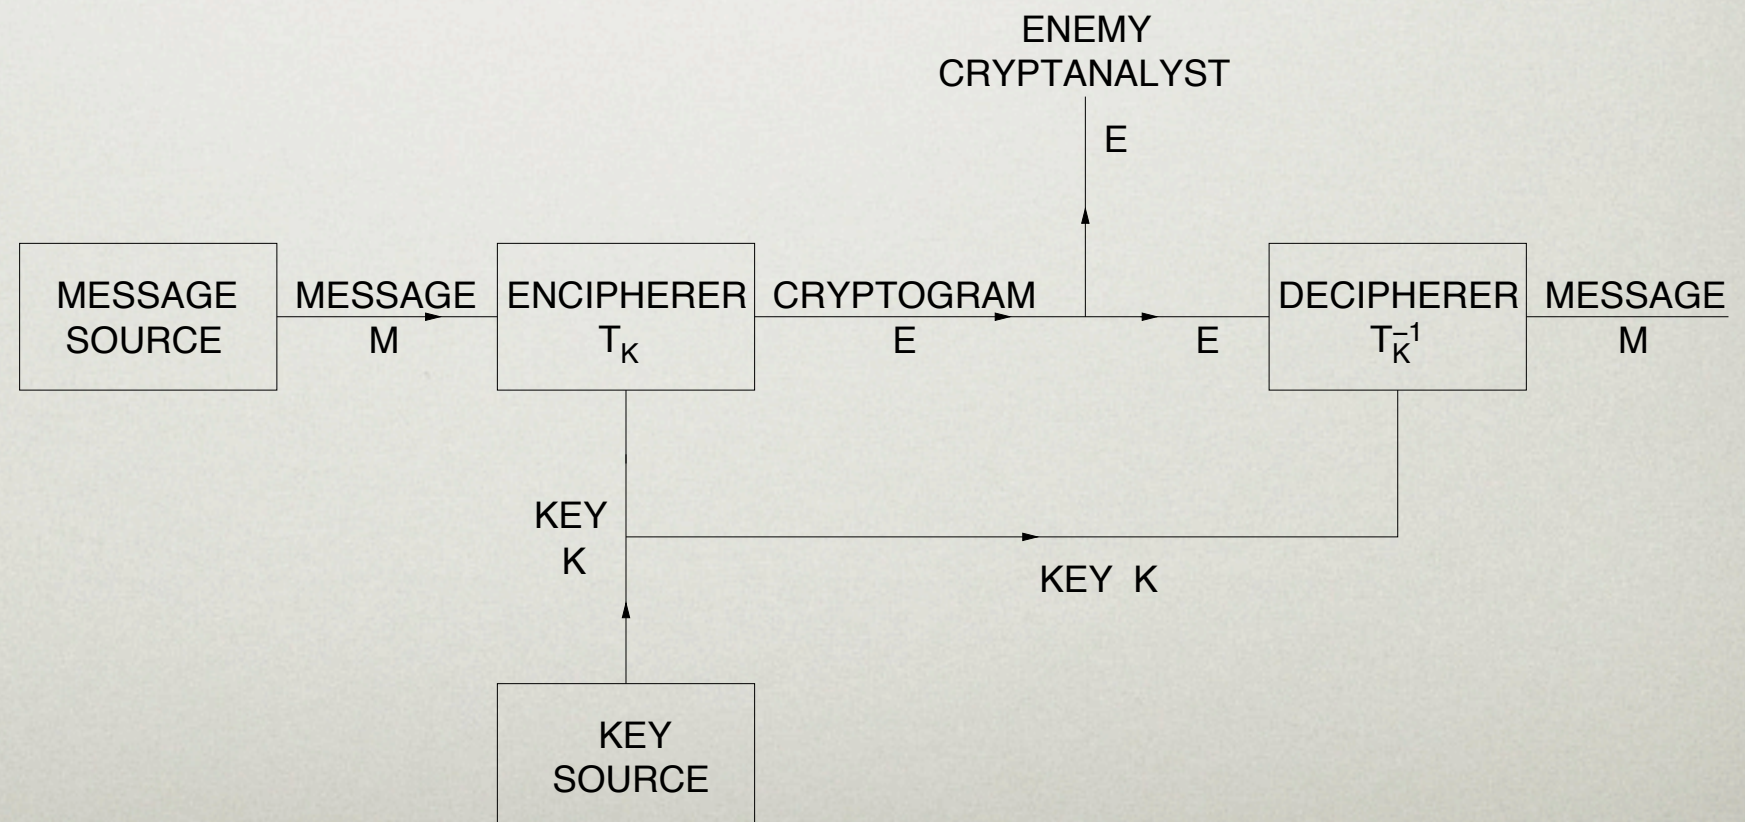 ENEMY
CRYPTANALYST
E
MESSAGE
SOURCE
MESSAGE
M
ENCIPHERER
T_K
CRYPTOGRAM
E
E
DECIPHERER
T_K^{-1}
MESSAGE
M
KEY
K
KEY K
KEY
SOURCE